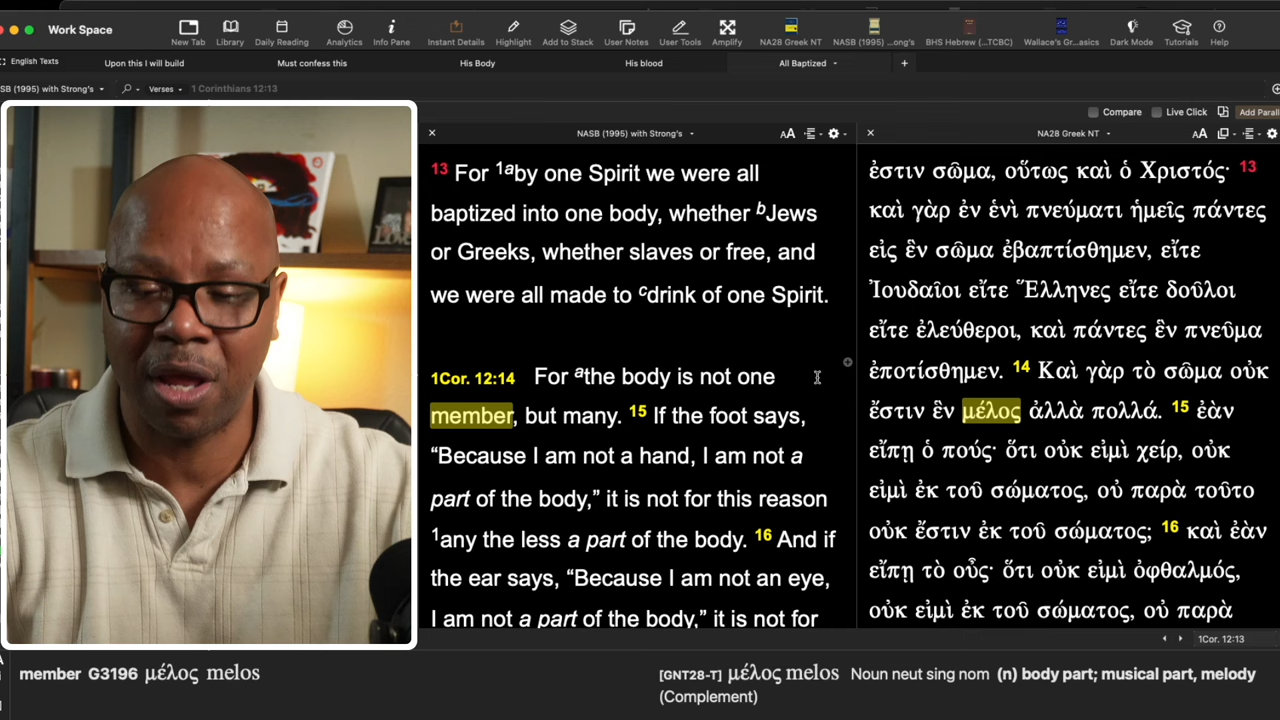 Work Space
New Tab Library Daily Reading Analytics Info Pane Instant Details Highlight Add to Stack User Notes User Tools Amplify NA28 Greek NT NASB (1995) ...ong's BHS Hebrew (...TCBC) Wallace's Gr...asics Dark Mode Tutorials Help
English Texts Upon this I will build Must confess this His Body His blood All Baptized +
SB (1995) with Strong's Verses 1 Corinthians 12:13
Compare Live Click Add Parall
NASB (1995) with Strong's AA
13 For 1aby one Spirit we were all
baptized into one body, whether bJews
or Greeks, whether slaves or free, and
we were all made to cdrink of one Spirit.
1Cor. 12:14 For athe body is not one
member, but many. 15 If the foot says,
“Because I am not a hand, I am not a
part of the body,” it is not for this reason
1any the less a part of the body. 16 And if
the ear says, “Because I am not an eye,
I am not a part of the body,” it is not for
NA28 Greek NT AA
ἐστιν σῶμα, οὕτως καὶ ὁ Χριστός· 13
καὶ γὰρ ἐν ἑνὶ πνεύματι ἡμεῖς πάντες
εἰς ἓν σῶμα ἐβαπτίσθημεν, εἴτε
Ἰουδαῖοι εἴτε Ἕλληνες εἴτε δοῦλοι
εἴτε ἐλεύθεροι, καὶ πάντες ἓν πνεῦμα
ἐποτίσθημεν. 14 Καὶ γὰρ τὸ σῶμα οὐκ
ἔστιν ἓν μέλος ἀλλὰ πολλά. 15 ἐὰν
εἴπῃ ὁ πούς· ὅτι οὐκ εἰμὶ χείρ, οὐκ
εἰμὶ ἐκ τοῦ σώματος, οὐ παρὰ τοῦτο
οὐκ ἔστιν ἐκ τοῦ σώματος; 16 καὶ ἐὰν
εἴπῃ τὸ οὖς· ὅτι οὐκ εἰμὶ ὀφθαλμός,
οὐκ εἰμὶ ἐκ τοῦ σώματος, οὐ παρὰ
1Cor. 12:13
member G3196 μέλος melos
[GNT28-T] μέλος melos Noun neut sing nom (n) body part; musical part, melody
(Complement)